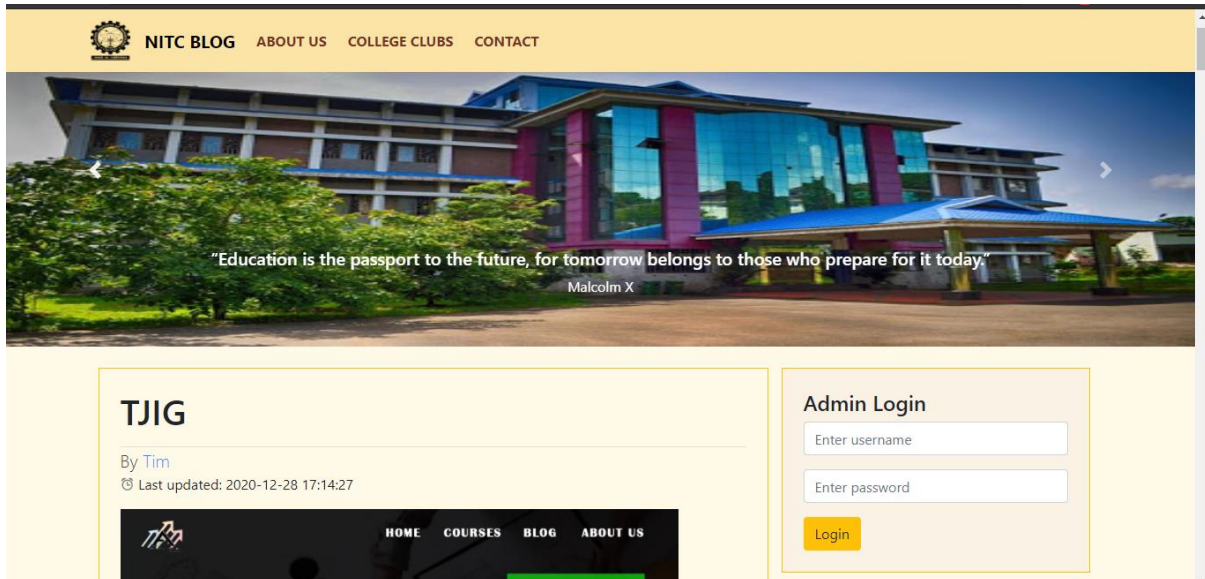 NITC BLOG ABOUT US COLLEGE CLUBS CONTACT
"Education is the passport to the future, for tomorrow belongs to those who prepare for it today."
Malcolm X
TJIG
By Tim
Last updated: 2020-12-28 17:14:27
HOME COURSES BLOG ABOUT US
Admin Login
Enter username
Enter password
Login